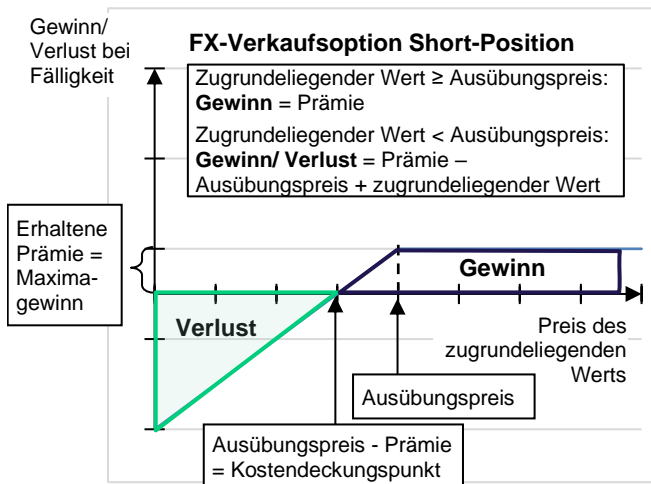 Gewinn/
Verlust bei
Fälligkeit
FX-Verkaufsoption Short-Position
Zugrundeliegender Wert ≥ Ausübungspreis:
Gewinn = Prämie
Zugrundeliegender Wert < Ausübungspreis:
Gewinn/ Verlust = Prämie –
Ausübungspreis + zugrundeliegender Wert
Erhaltene
Prämie =
Maxima-
gewinn
Gewinn
Verlust
Preis des
zugrundeliegenden
Werts
Ausübungspreis
Ausübungspreis - Prämie
= Kostendeckungspunkt